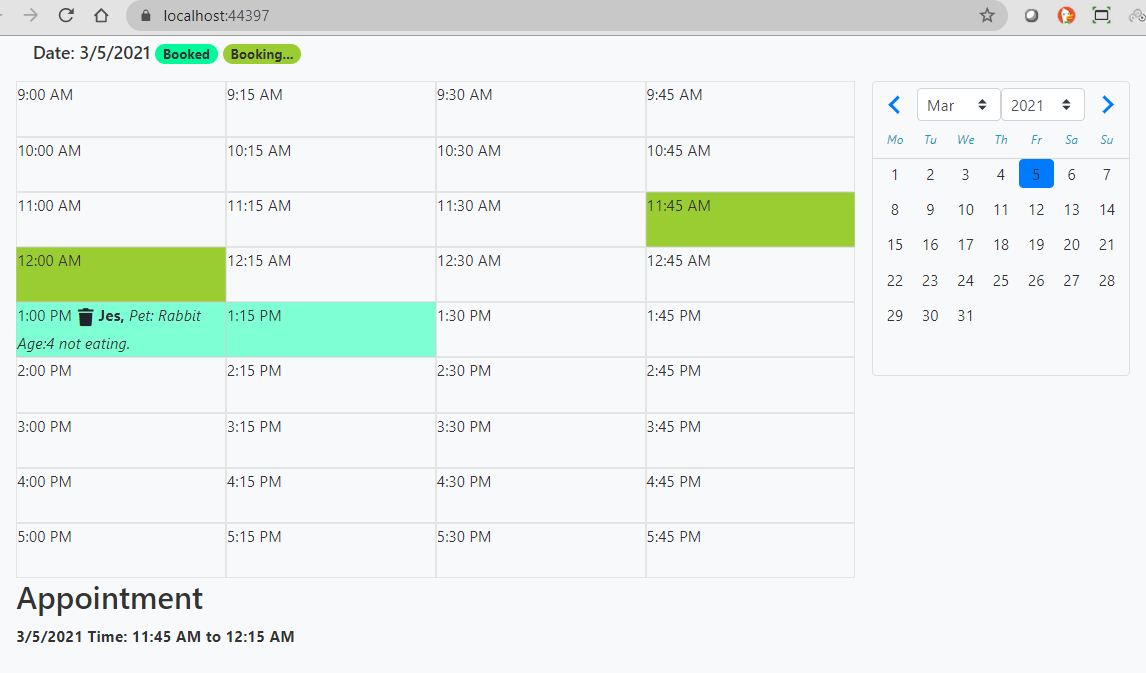 localhost:44397
Date: 3/5/2021 Booked Booking...
9:00 AM 9:15 AM 9:30 AM 9:45 AM
10:00 AM 10:15 AM 10:30 AM 10:45 AM
11:00 AM 11:15 AM 11:30 AM 11:45 AM
12:00 AM 12:15 AM 12:30 AM 12:45 AM
1:00 PM Jes, Pet: Rabbit 1:15 PM 1:30 PM 1:45 PM
Age:4 not eating.
2:00 PM 2:15 PM 2:30 PM 2:45 PM
3:00 PM 3:15 PM 3:30 PM 3:45 PM
4:00 PM 4:15 PM 4:30 PM 4:45 PM
5:00 PM 5:15 PM 5:30 PM 5:45 PM
Mar 2021
Mo Tu We Th Fr Sa Su
1 2 3 4 5 6 7
8 9 10 11 12 13 14
15 16 17 18 19 20 21
22 23 24 25 26 27 28
29 30 31
Appointment
3/5/2021 Time: 11:45 AM to 12:15 AM